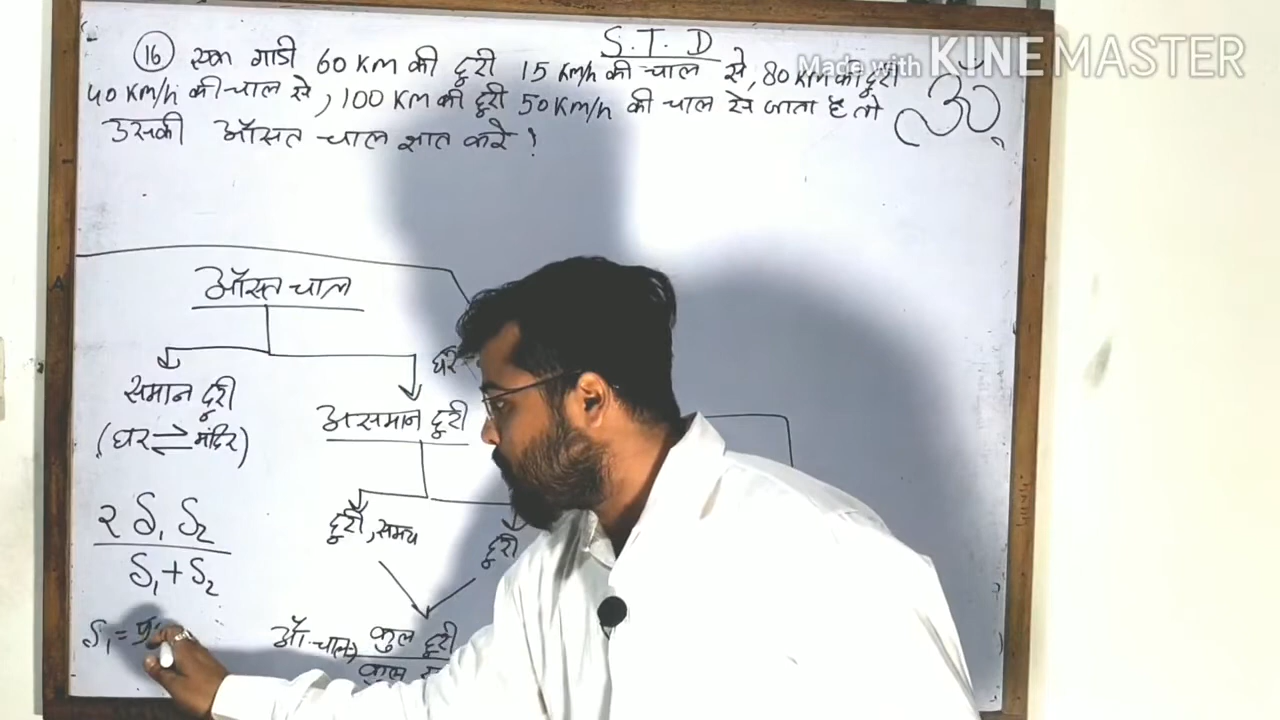 S.T.D
Made with KINEMASTER
(16) एक गाडी 60 Km की दुरी 15 Km/h की चाल से, 80 Km की दुरी
40 Km/h की चाल से, 100 Km की दुरी 50 Km/h की चाल से जाता है तो
उसकी औसत चाल ज्ञात करे !
ॐ
औसत चाल
समान दुरी
(घर ⇌ मंदिर)
असमान दुरी
दुरी, समय
दुरी
2 S₁ S₂
S₁ + S₂
S₁ =
औ. चाल
कुल दुरी
कुल